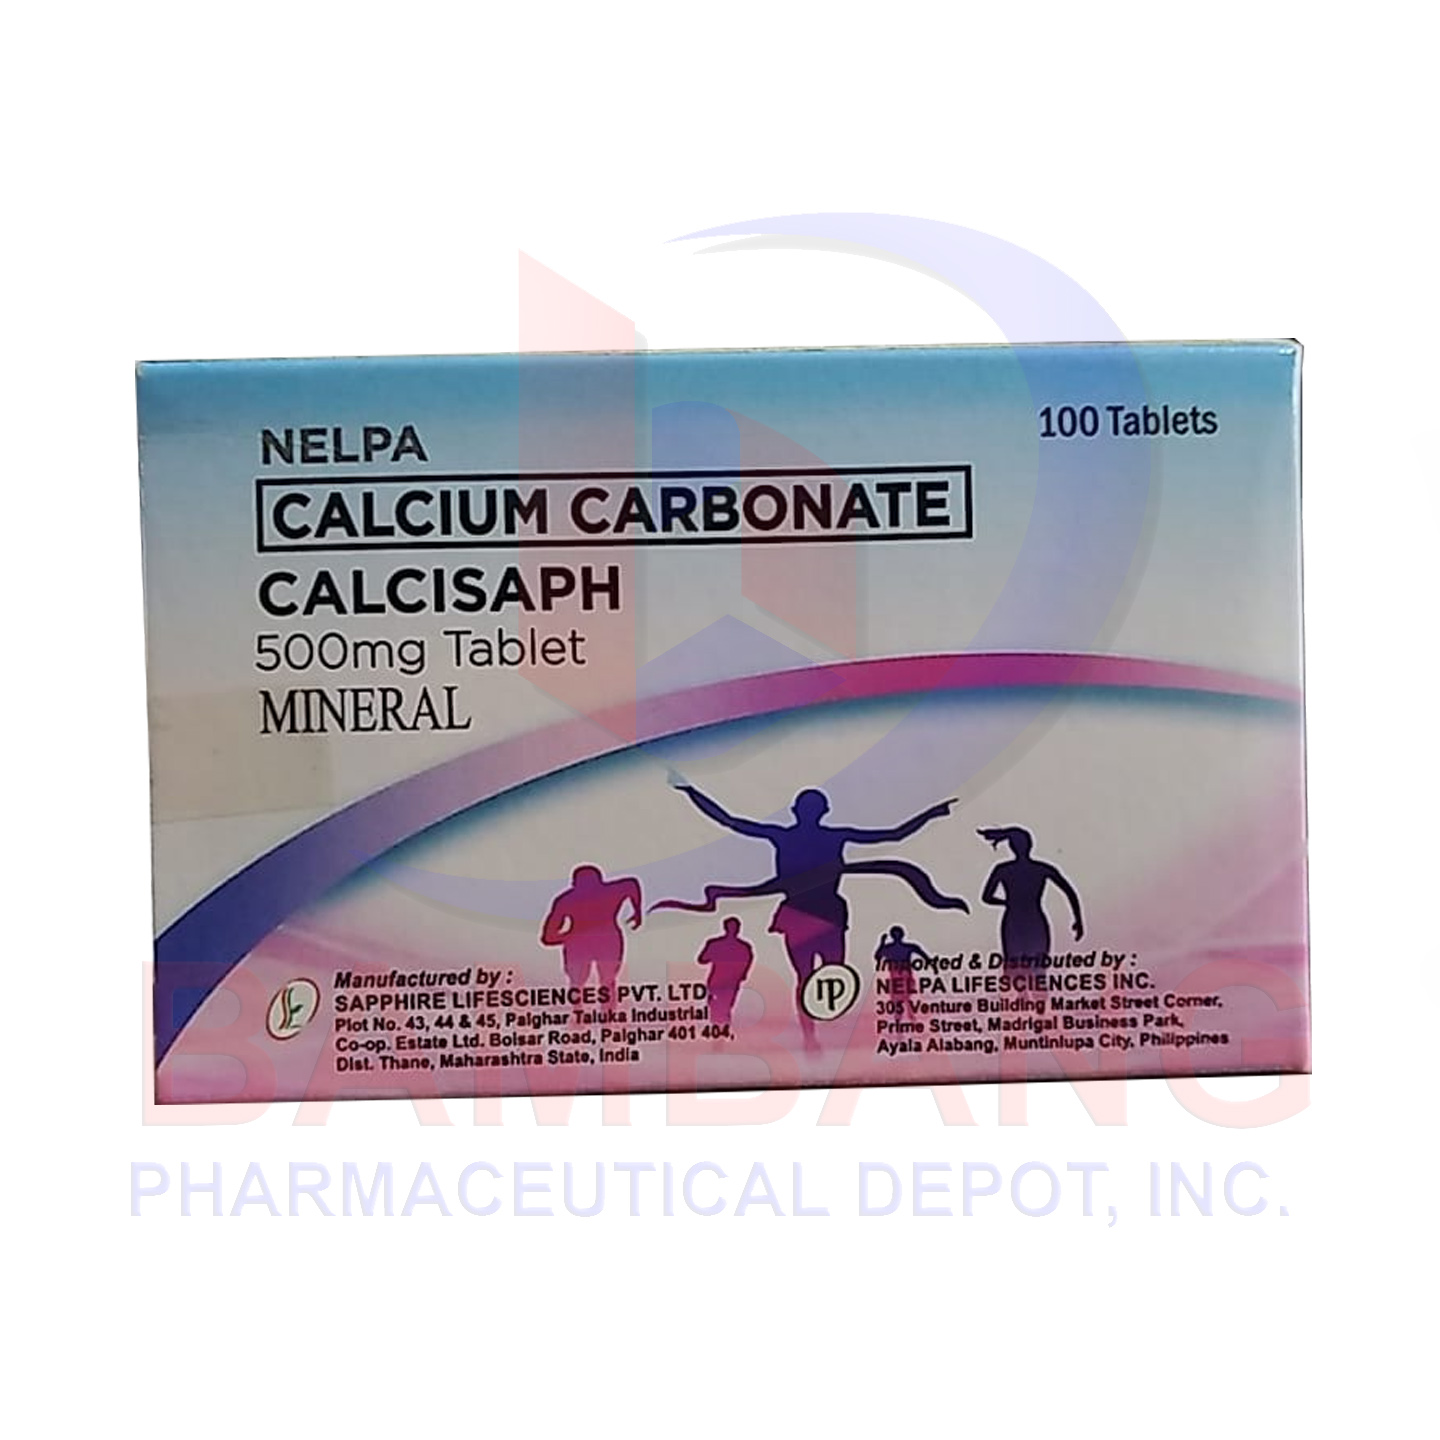 NELPA
100 Tablets
CALCIUM CARBONATE
CALCISAPH
500mg Tablet
MINERAL
Manufactured by :
SAPPHIRE LIFESCIENCES PVT. LTD.
Plot No. 43, 44 & 45, Palghar Taluka Industrial
Co-op. Estate Ltd. Boisar Road, Palghar 401 404,
Dist. Thane, Maharashtra State, India
np
Imported & Distributed by :
NELPA LIFESCIENCES INC.
305 Venture Building Market Street Corner,
Prime Street, Madrigal Business Park,
Ayala Alabang, Muntinlupa City, Philippines
BAMBANG
PHARMACEUTICAL DEPOT, INC.